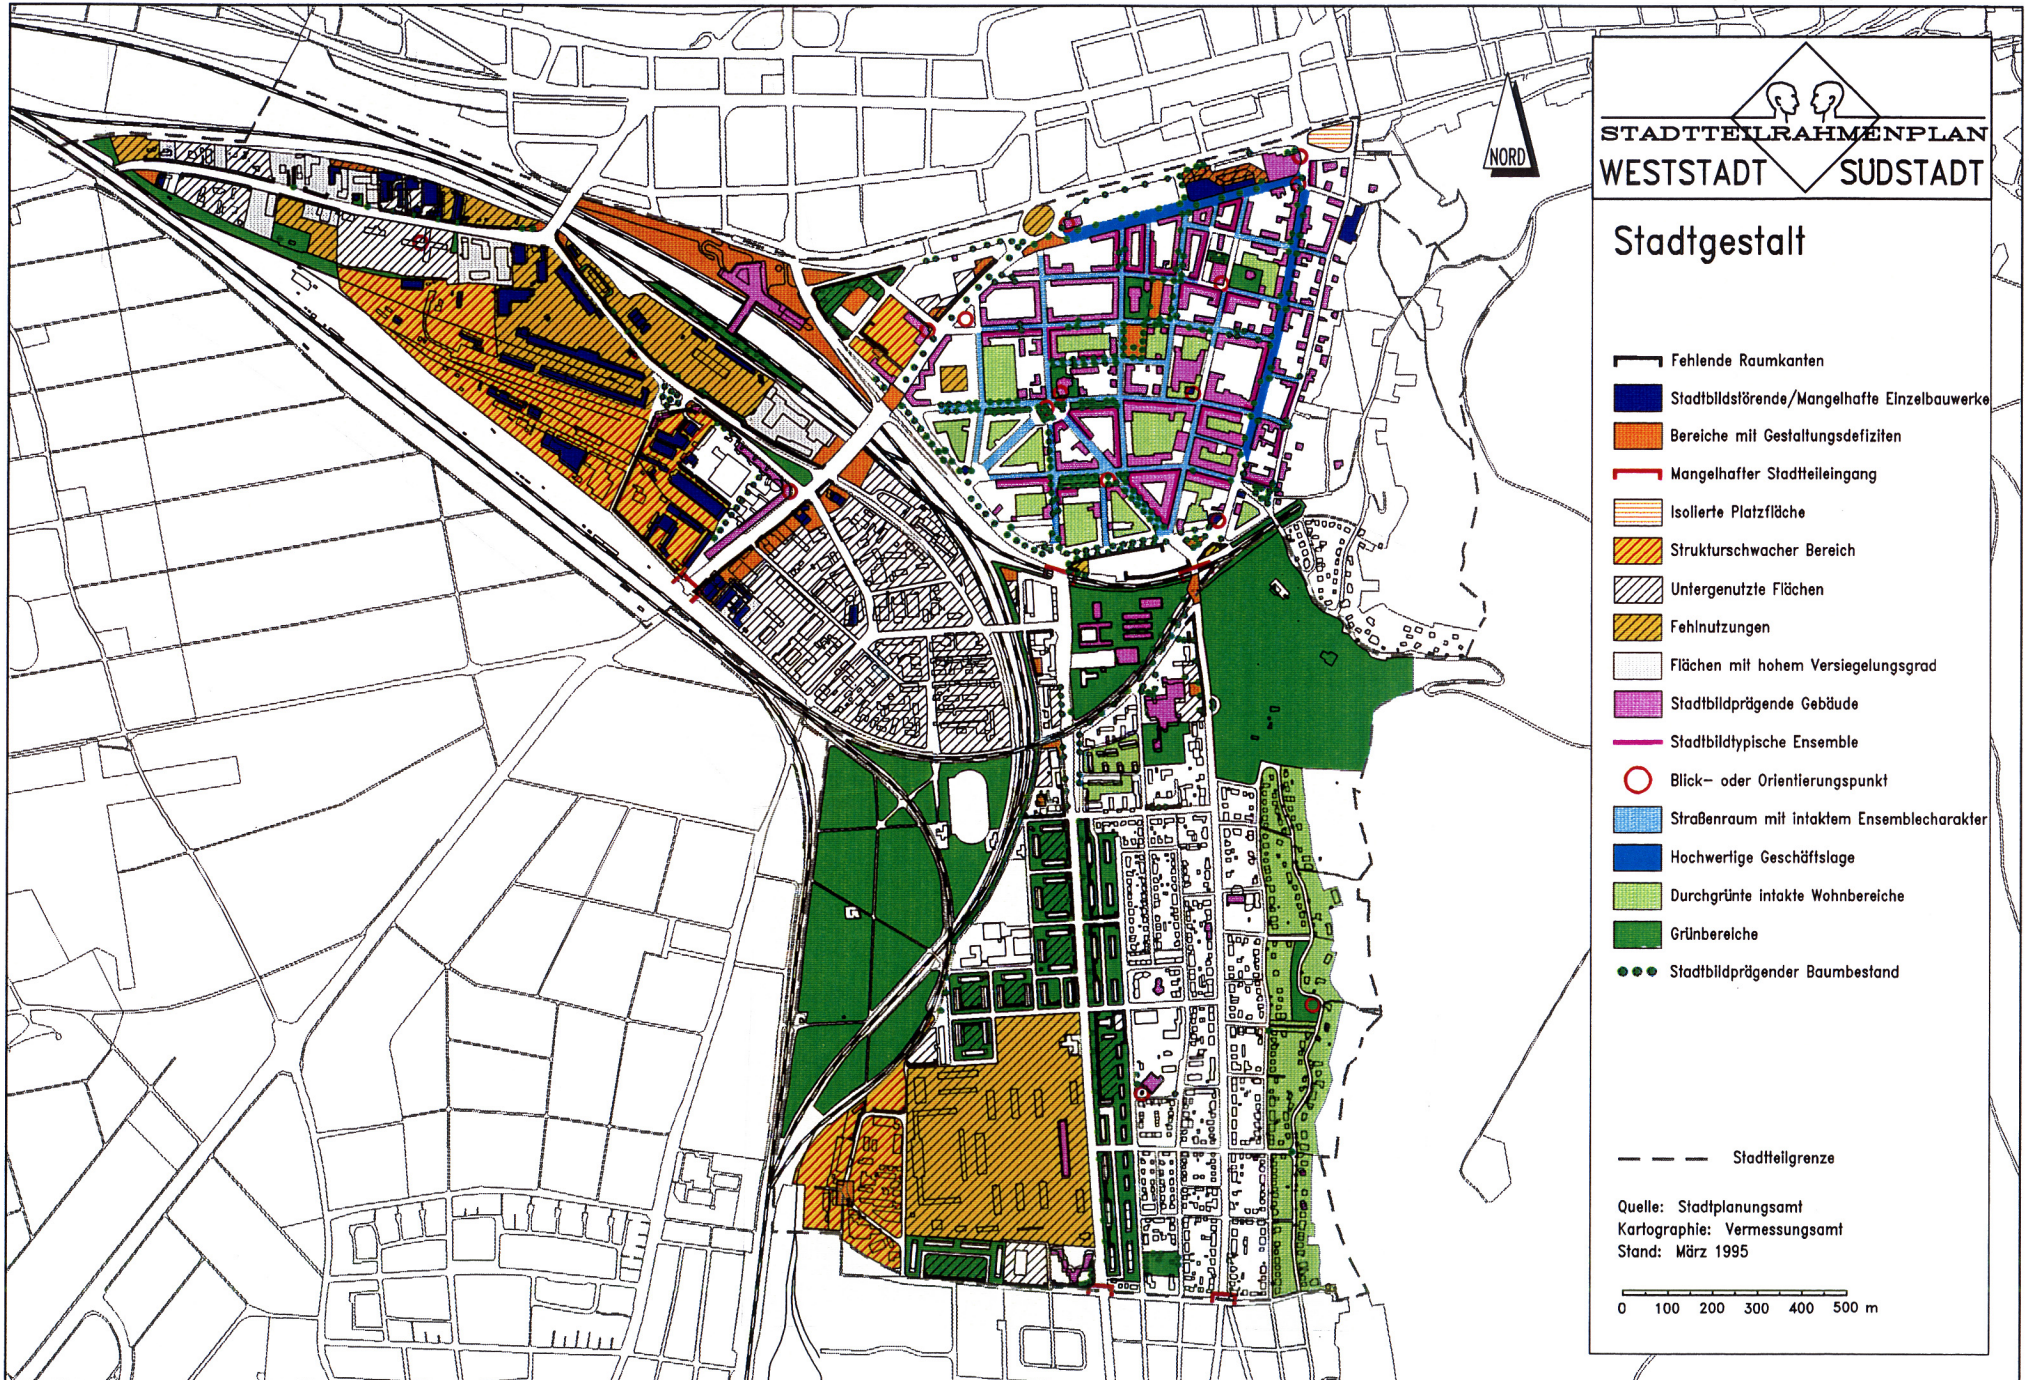 STADTTEILRAHMENPLAN
WESTSTADT SÜDSTADT
NORD
Stadtgestalt
Fehlende Raumkanten
Stadtbildstörende/Mangelhafte Einzelbauwerke
Bereiche mit Gestaltungsdefiziten
Mangelhafter Stadtteileingang
Isolierte Platzfläche
Strukturschwacher Bereich
Untergenutzte Flächen
Fehlnutzungen
Flächen mit hohem Versiegelungsgrad
Stadtbildprägende Gebäude
Stadtbildtypische Ensemble
Blick- oder Orientierungspunkt
Straßenraum mit intaktem Ensemblecharakter
Hochwertige Geschäftslage
Durchgrünte intakte Wohnbereiche
Grünbereiche
Stadtbildprägender Baumbestand
Stadtteilgrenze
Quelle: Stadtplanungsamt
Kartographie: Vermessungsamt
Stand: März 1995
0 100 200 300 400 500 m